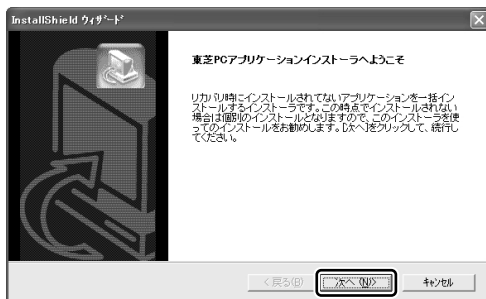 InstallShield ウィザード
東芝PCアプリケーションインストーラへようこそ
リカバリ時にインストールされてないアプリケーションを一括イン
ストールするインストーラです。この時点でインストールされない
場合は個別のインストールとなりますので、このインストーラを使
ってのインストールをお勧めします。[次へ]をクリックして、続行し
てください。
< 戻る(B)
次へ (N)>
キャンセル